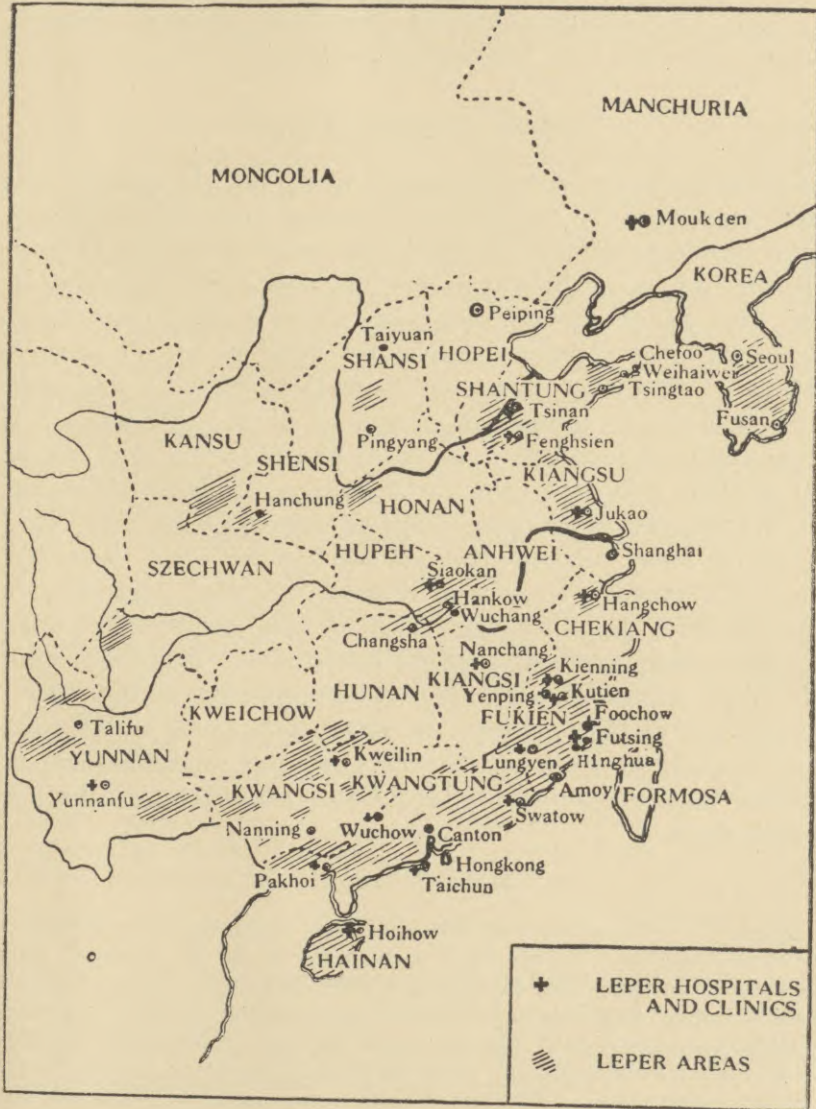 MANCHURIA
MONGOLIA
Moukden
KOREA
Peiping
Taiyuan
SHANSI
HOPEI
Chefoo
Weihaiwei
Seoul
SHANTUNG
Tsingtao
Tsinan
Fusan
KANSU
Pingyang
Fenghsien
SHENSI
KIANGSU
Hanchung
HONAN
Jukao
HUPEH
ANHWEI
Shanghai
SZECHWAN
Siaokan
Hankow
Wuchang
Hangchow
Changsha
CHEKIANG
Nanchang
KIANGSI
Kienning
HUNAN
Yenping
Kutien
KWEICHOW
FUKIEN
Foochow
Talifu
Futsing
YUNNAN
Kweilin
Lungyen
Hinghua
KWANGSI
KWANGTUNG
Amoy
FORMOSA
Yunnanfu
Swatow
Nanning
Wuchow
Canton
Hongkong
Pakhoi
Taichun
Hoihow
HAINAN
LEPER HOSPITALS
AND CLINICS
LEPER AREAS